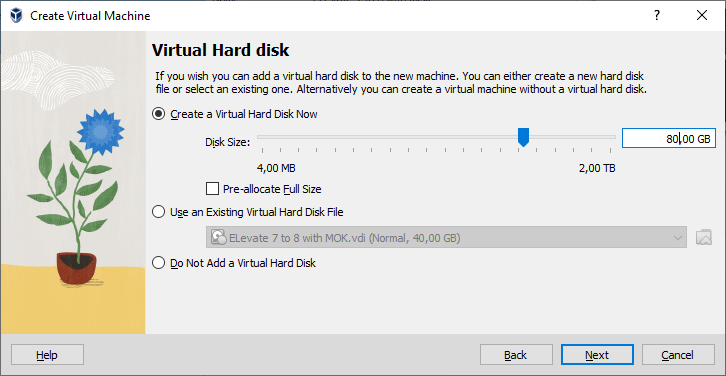 Create Virtual Machine
?
Virtual Hard disk
If you wish you can add a virtual hard disk to the new machine. You can either create a new hard disk
file or select an existing one. Alternatively you can create a virtual machine without a virtual hard disk.
Create a Virtual Hard Disk Now
Disk Size:
80,00 GB
4,00 MB 2,00 TB
Pre-allocate Full Size
Use an Existing Virtual Hard Disk File
ELevate 7 to 8 with MOK.vdi (Normal, 40,00 GB)
Do Not Add a Virtual Hard Disk
Help Back Next Cancel